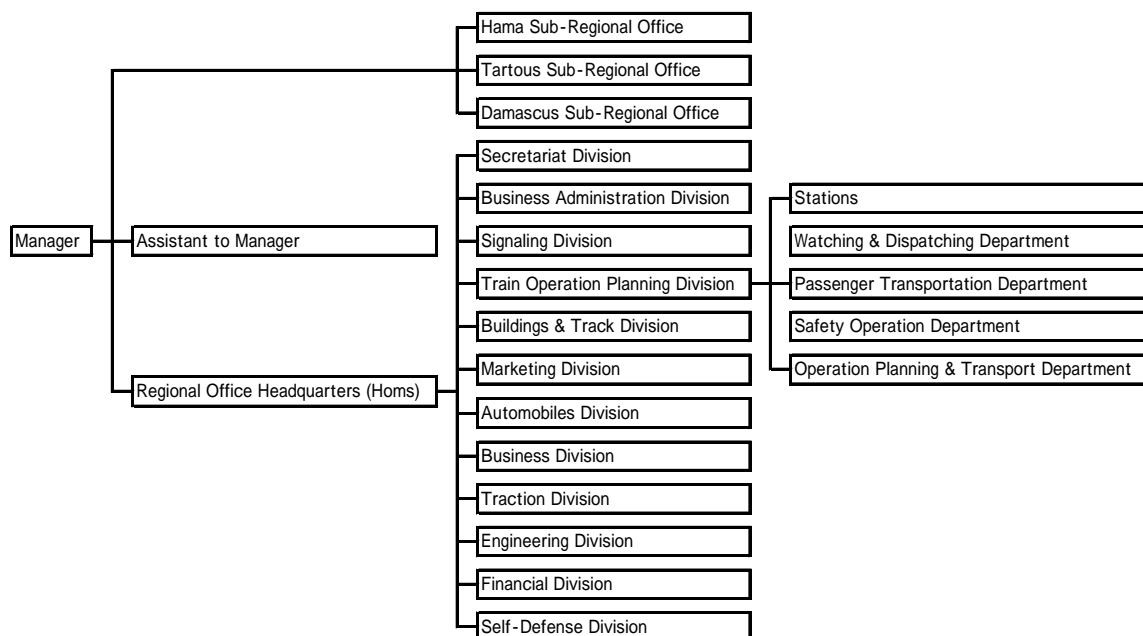 Hama Sub-Regional Office
Tartous Sub-Regional Office
Damascus Sub-Regional Office
Secretariat Division
Business Administration Division
Stations
Manager
Assistant to Manager
Signaling Division
Watching & Dispatching Department
Train Operation Planning Division
Passenger Transportation Department
Buildings & Track Division
Safety Operation Department
Marketing Division
Operation Planning & Transport Department
Regional Office Headquarters (Homs)
Automobiles Division
Business Division
Traction Division
Engineering Division
Financial Division
Self-Defense Division